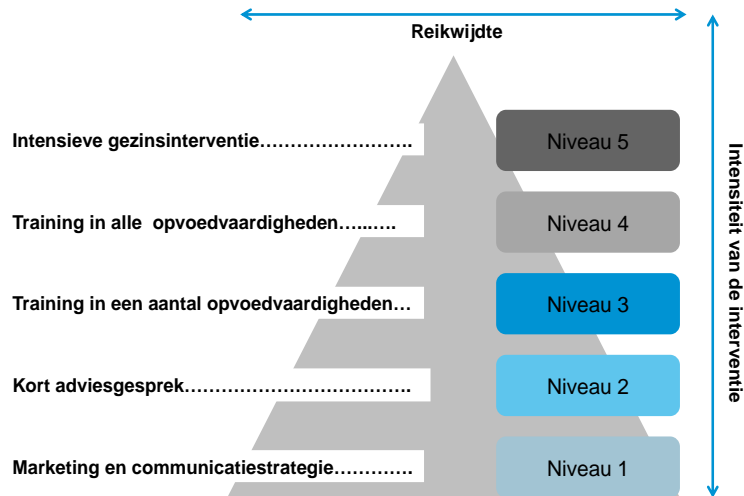 Reikwijdte
Intensieve gezinsinterventie…………………….
Niveau 5
Training in alle  opvoedvaardigheden…...…..
Niveau 4
Training in een aantal opvoedvaardigheden…
Niveau 3
Kort adviesgesprek……………………………….
Niveau 2
Marketing en communicatiestrategie………….
Niveau 1
Intensiteit van de interventie